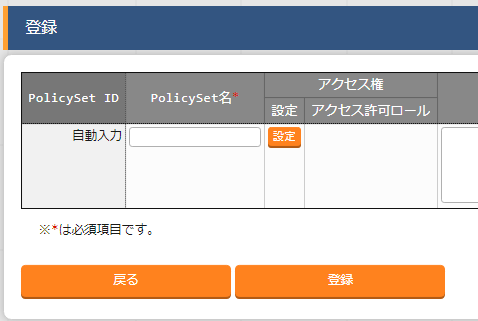 登録
アクセス権
PolicySet ID PolicySet名* 設定 アクセス許可ロール
自動入力 設定
※*は必須項目です。
戻る 登録